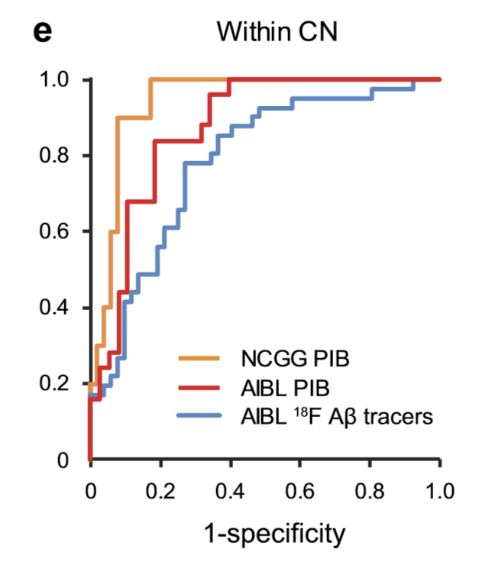 e
Within CN
1.0
0.8
0.6
0.4
0.2
0
NCGG PIB
AIBL PIB
AIBL ¹⁸F Aβ tracers
0 0.2 0.4 0.6 0.8 1.0
1-specificity